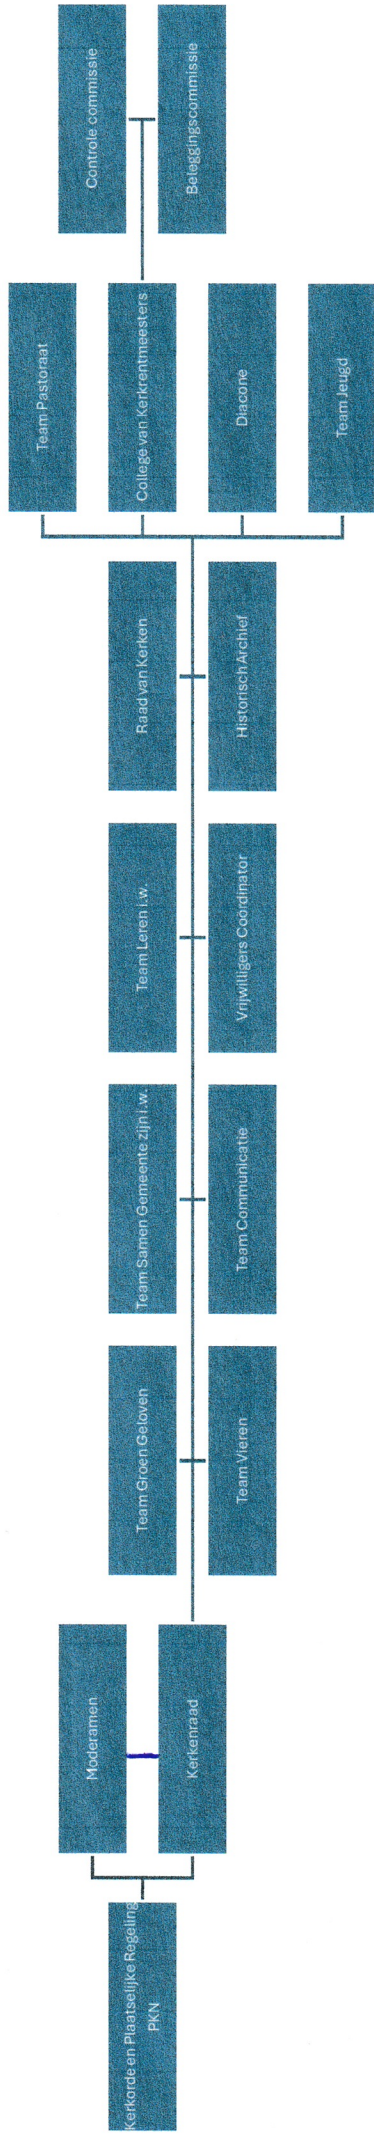 Kerkorde en Plaatselijke Regeling
PKN
Moderamen
Kerkenraad
Team Groen Geloven
Team Vieren
Team Samen Gemeente zijn i.w.
Team Communicatie
Team Leren i.w.
Vrijwilligers Coördinator
Raad van Kerken
Historisch Archief
Team Pastoraat
College van Kerkrentmeesters
Diacone
Team Jeugd
Controle commissie
Beleggingscommissie